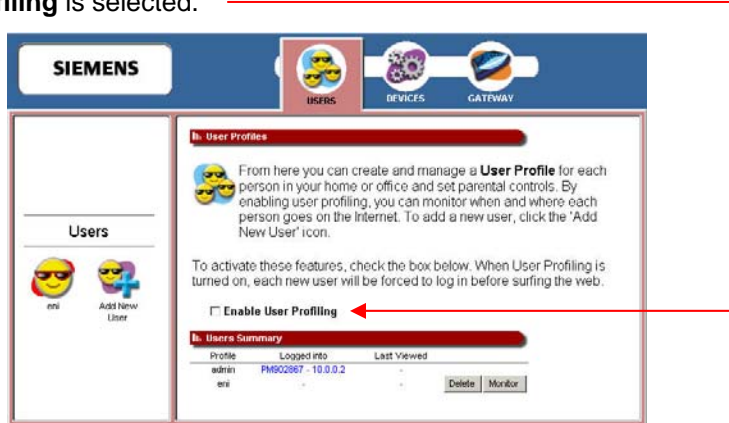 filing is selected.
SIEMENS
USERS
DEVICES
GATEWAY
User Profiles
From here you can create and manage a User Profile for each
person in your home or office and set parental controls. By
enabling user profiling, you can monitor when and where each
person goes on the Internet. To add a new user, click the 'Add
New User' icon.
Users
eni
Add New
User
To activate these features, check the box below. When User Profiling is
turned on, each new user will be forced to log in before surfing the web.
Enable User Profiling
Users Summary
Profile Logged into Last Viewed
admin PM902867 - 10.0.0.2 -
eni - - Delete Monitor